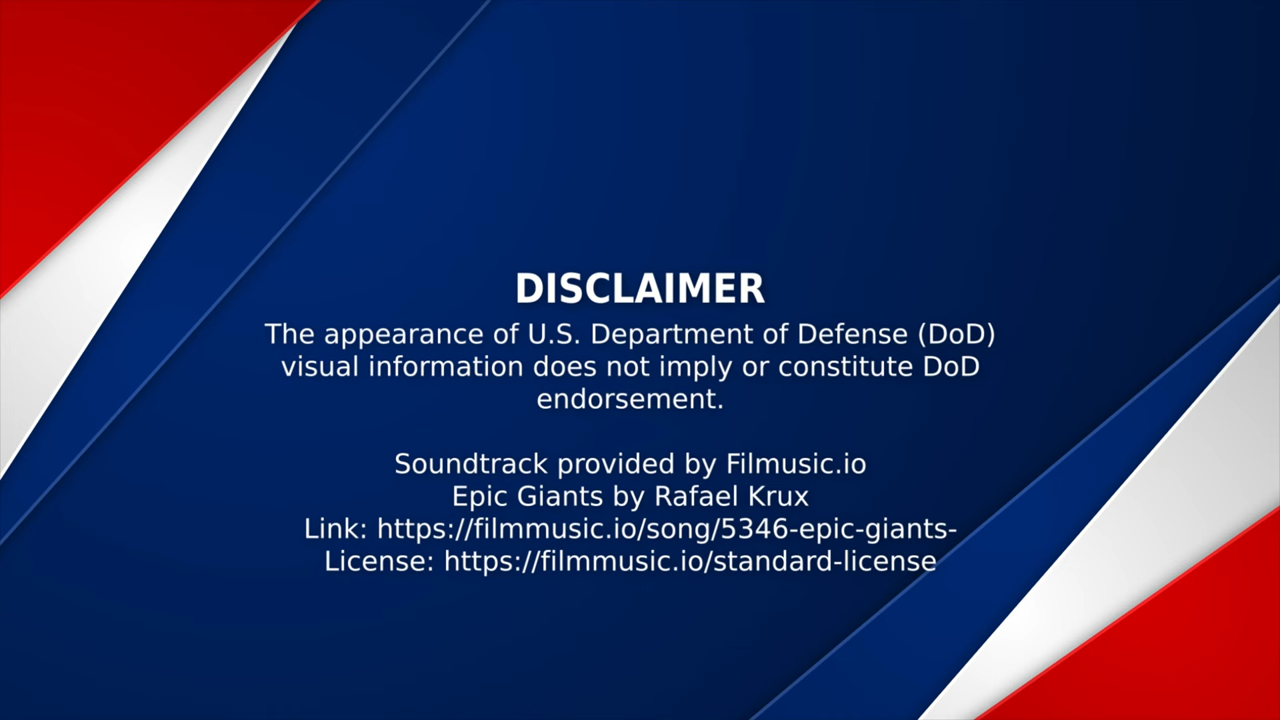 DISCLAIMER
The appearance of U.S. Department of Defense (DoD)
visual information does not imply or constitute DoD
endorsement.
Soundtrack provided by Filmusic.io
Epic Giants by Rafael Krux
Link: https://filmmusic.io/song/5346-epic-giants-
License: https://filmmusic.io/standard-license